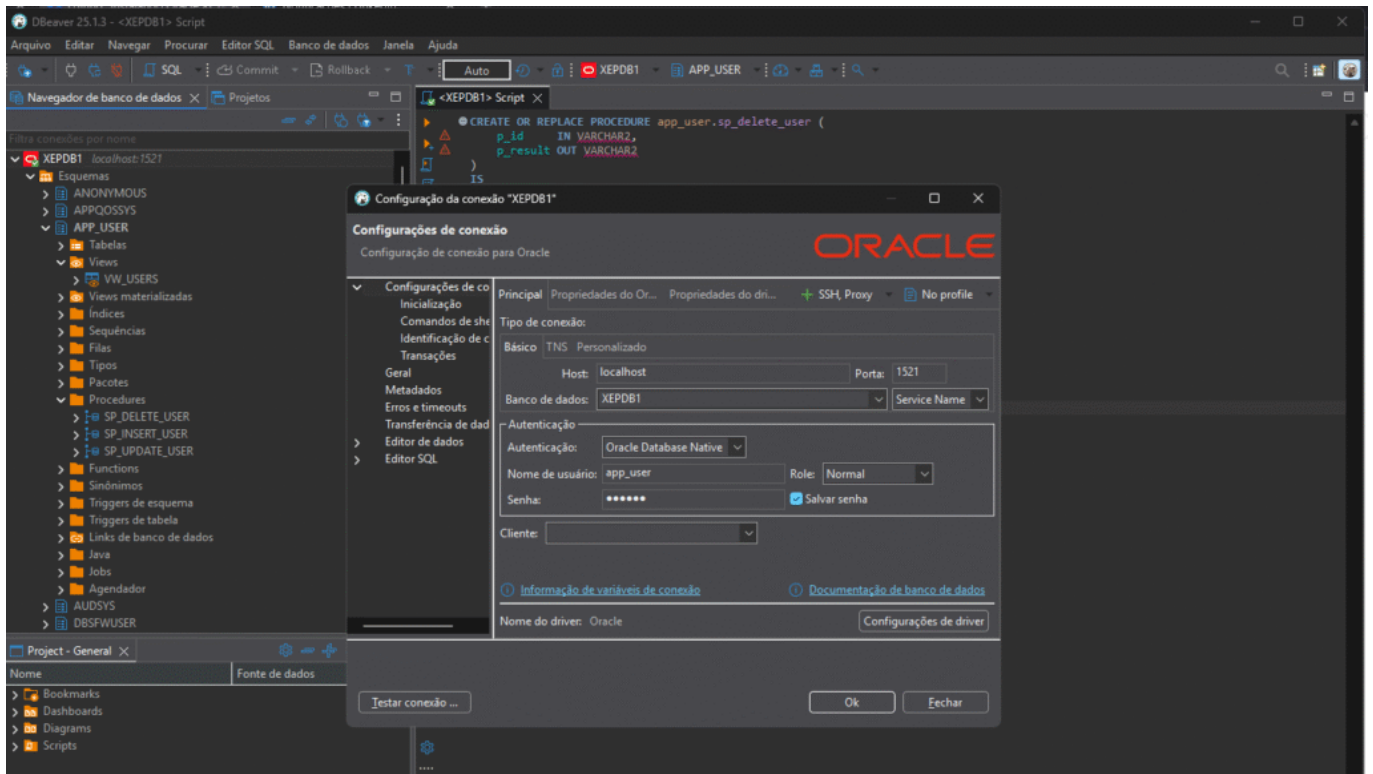 DBeaver 25.1.3 - <XEPDB1> Script
Arquivo Editar Navegar Procurar Editor SQL Banco de dados Janela Ajuda
SQL Commit Rollback T Auto XEPDB1 APP_USER
Navegador de banco de dados Projetos
<XEPDB1> Script
Filtra conexões por nome
XEPDB1 localhost:1521
Esquemas
ANONYMOUS
APPQOSSYS
APP_USER
Tabelas
Views
VW_USERS
Views materializadas
Índices
Sequências
Filas
Tipos
Pacotes
Procedures
SP_DELETE_USER
SP_INSERT_USER
SP_UPDATE_USER
Functions
Sinônimos
Triggers de esquema
Triggers de tabela
Links de banco de dados
Java
Jobs
Agendador
AUDSYS
DBSFWUSER
Project - General
Nome Fonte de dados
Bookmarks
Dashboards
Diagrams
Scripts
CREATE OR REPLACE PROCEDURE app_user.sp_delete_user (
p_id IN VARCHAR2,
p_result OUT VARCHAR2
)
IS
Configuração da conexão "XEPDB1"
Configurações de conexão
Configuração de conexão para Oracle
ORACLE
Configurações de co
Inicialização
Comandos de she
Identificação de c
Transações
Geral
Metadados
Erros e timeouts
Transferência de dad
Editor de dados
Editor SQL
Principal Propriedades do Or... Propriedades do dri... SSH, Proxy No profile
Tipo de conexão:
Básico TNS Personalizado
Host: localhost Porta: 1521
Banco de dados: XEPDB1 Service Name
Autenticação
Autenticação: Oracle Database Native
Nome de usuário: app_user Role: Normal
Senha: •••••• Salvar senha
Cliente:
Informação de variáveis de conexão Documentação de banco de dados
Nome do driver: Oracle Configurações de driver
Testar conexão ... Ok Fechar